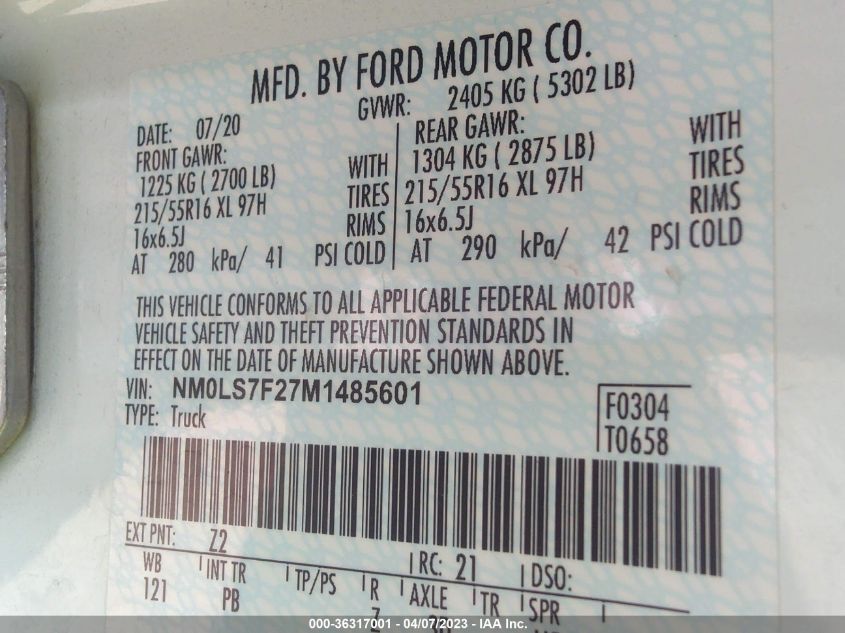 MFD. BY FORD MOTOR CO.
DATE: 07/20 GVWR: 2405 KG ( 5302 LB)
FRONT GAWR: REAR GAWR: WITH
1225 KG ( 2700 LB) WITH 1304 KG ( 2875 LB) TIRES
215/55R16 XL 97H TIRES 215/55R16 XL 97H RIMS
16x6.5J RIMS 16x6.5J
AT 280 kPa/ 41 PSI COLD AT 290 kPa/ 42 PSI COLD
THIS VEHICLE CONFORMS TO ALL APPLICABLE FEDERAL MOTOR
VEHICLE SAFETY AND THEFT PREVENTION STANDARDS IN
EFFECT ON THE DATE OF MANUFACTURE SHOWN ABOVE.
VIN: NM0LS7F27M1485601
TYPE: Truck
F0304
T0658
EXT PNT: Z2 RC: 21 DSO:
WB INT TR TP/PS R AXLE TR SPR
121 PB
000-36317001 - 04/07/2023 - IAA Inc.